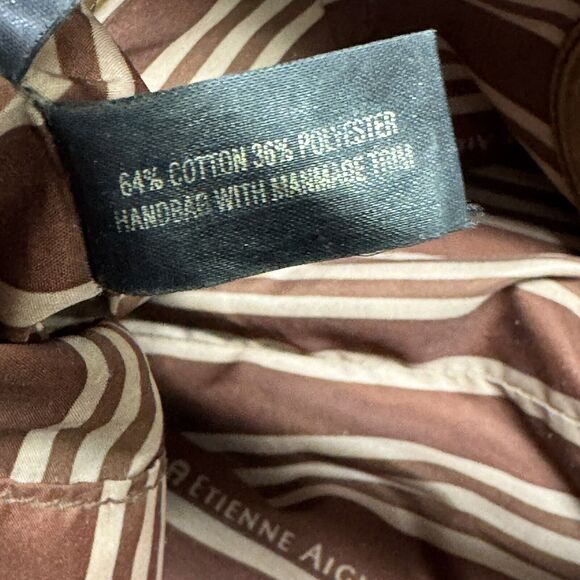 64% COTTON 36% POLYESTER
HANDBAG WITH MANMADE TRIM
ETIENNE AIG